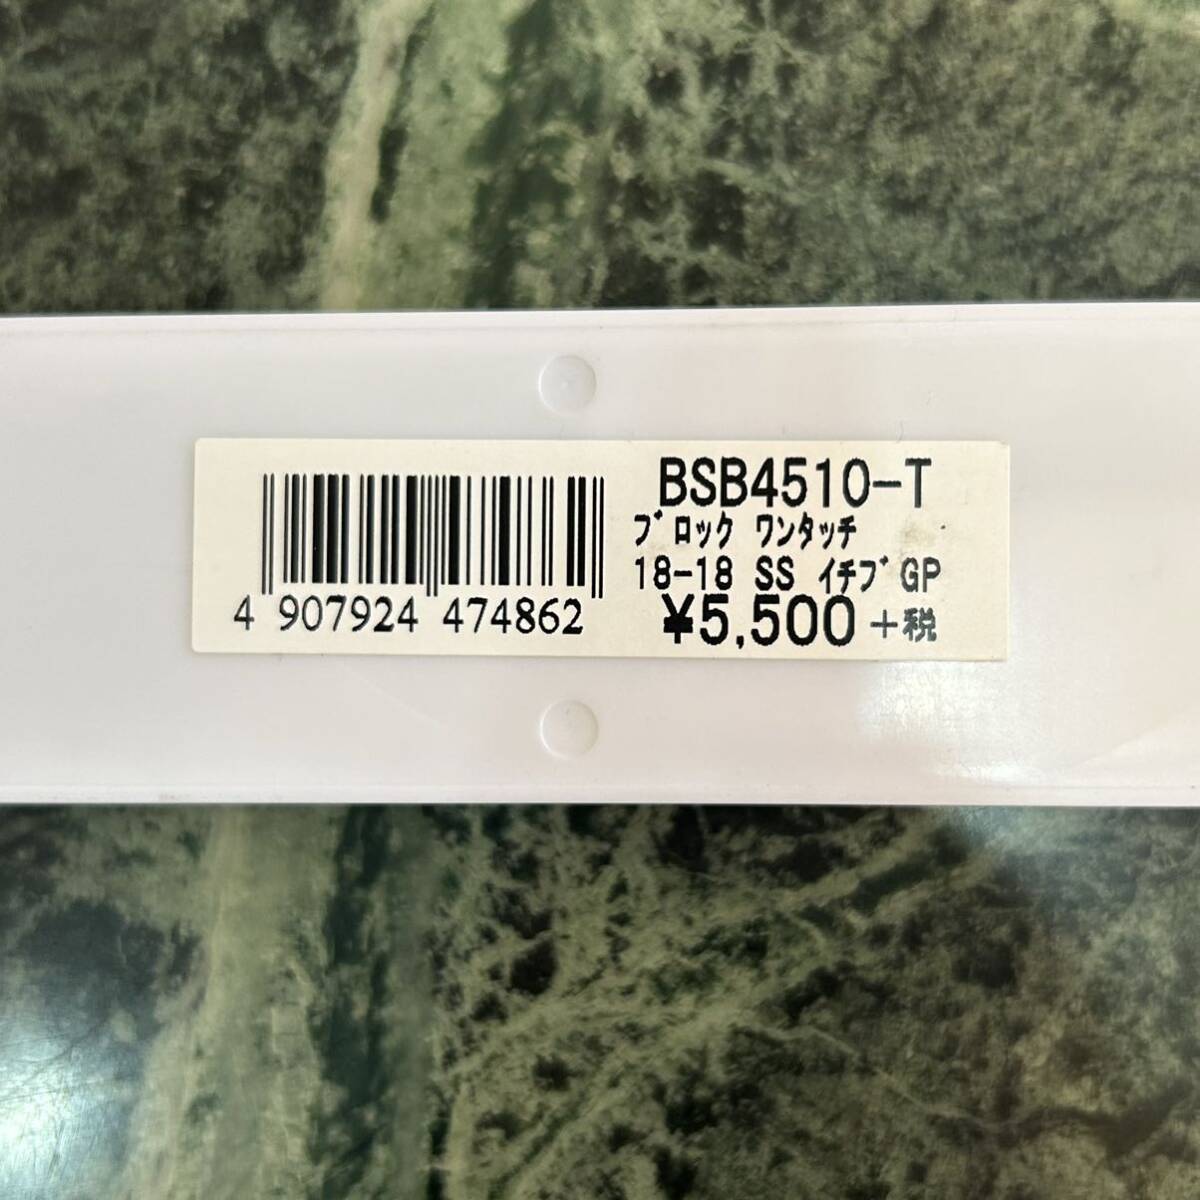 BSB4510-T
ﾌﾞﾛｯｸ ﾜﾝﾀｯﾁ
18-18 SS ｲﾁﾌﾞGP
¥5,500+税
4 907924 474862